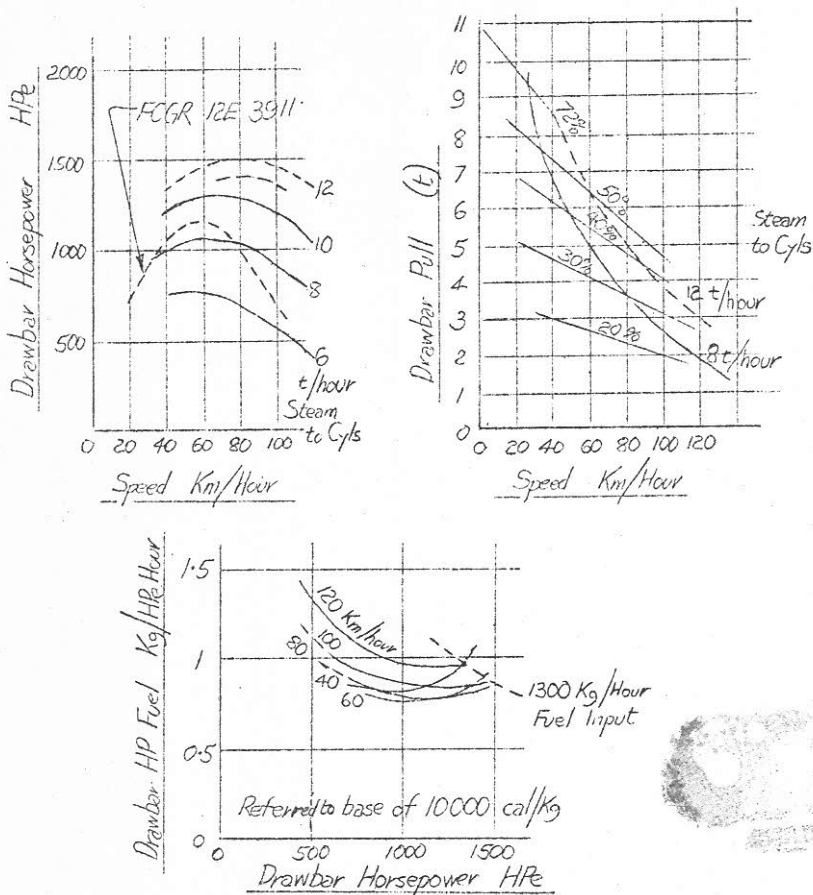 Drawbar Horsepower HPe
2.000
1.500
1000
500
0 20 40 60 80 100
FCGR 12E 3911
12
10
8
6
t/hour
Steam
to Cyls
Speed Km/Hour
Drawbar Pull (t)
11
10
9
8
7
6
5
4
3
2
1
0
0 20 40 60 80 100 120
72%
50%
40%
30%
20%
Steam
to Cyls
12 t/hour
8 t/hour
Speed Km/Hour
Drawbar HP Fuel Kg/HPe Hour
1.5
1
0.5
0
120 Km/hour
100
80
40
60
1300 Kg/Hour
Fuel Input
Referred to base of 10000 cal/Kg
0 500 1000 1500
Drawbar Horsepower HPe